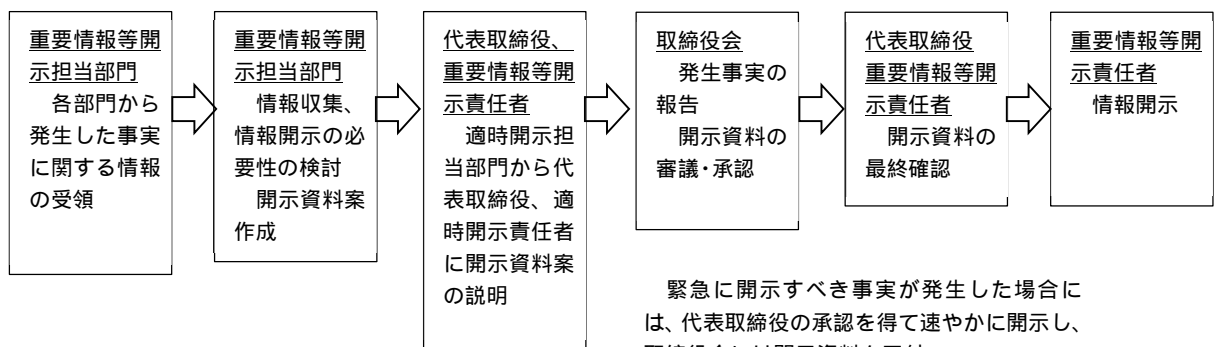 重要情報等開
示担当部門
各部門から
発生した事実
に関する情報
の受領
重要情報等開
示担当部門
情報収集、
情報開示の必
要性の検討
開示資料案
作成
代表取締役、
重要情報等開
示責任者
適時開示担
当部門から代
表取締役、適
時開示責任者
に開示資料案
の説明
取締役会
発生事実の
報告
開示資料の
審議・承認
代表取締役
重要情報等開
示責任者
開示資料の
最終確認
重要情報等開
示責任者
情報開示
緊急に開示すべき事実が発生した場合に
は、代表取締役の承認を得て速やかに開示し、